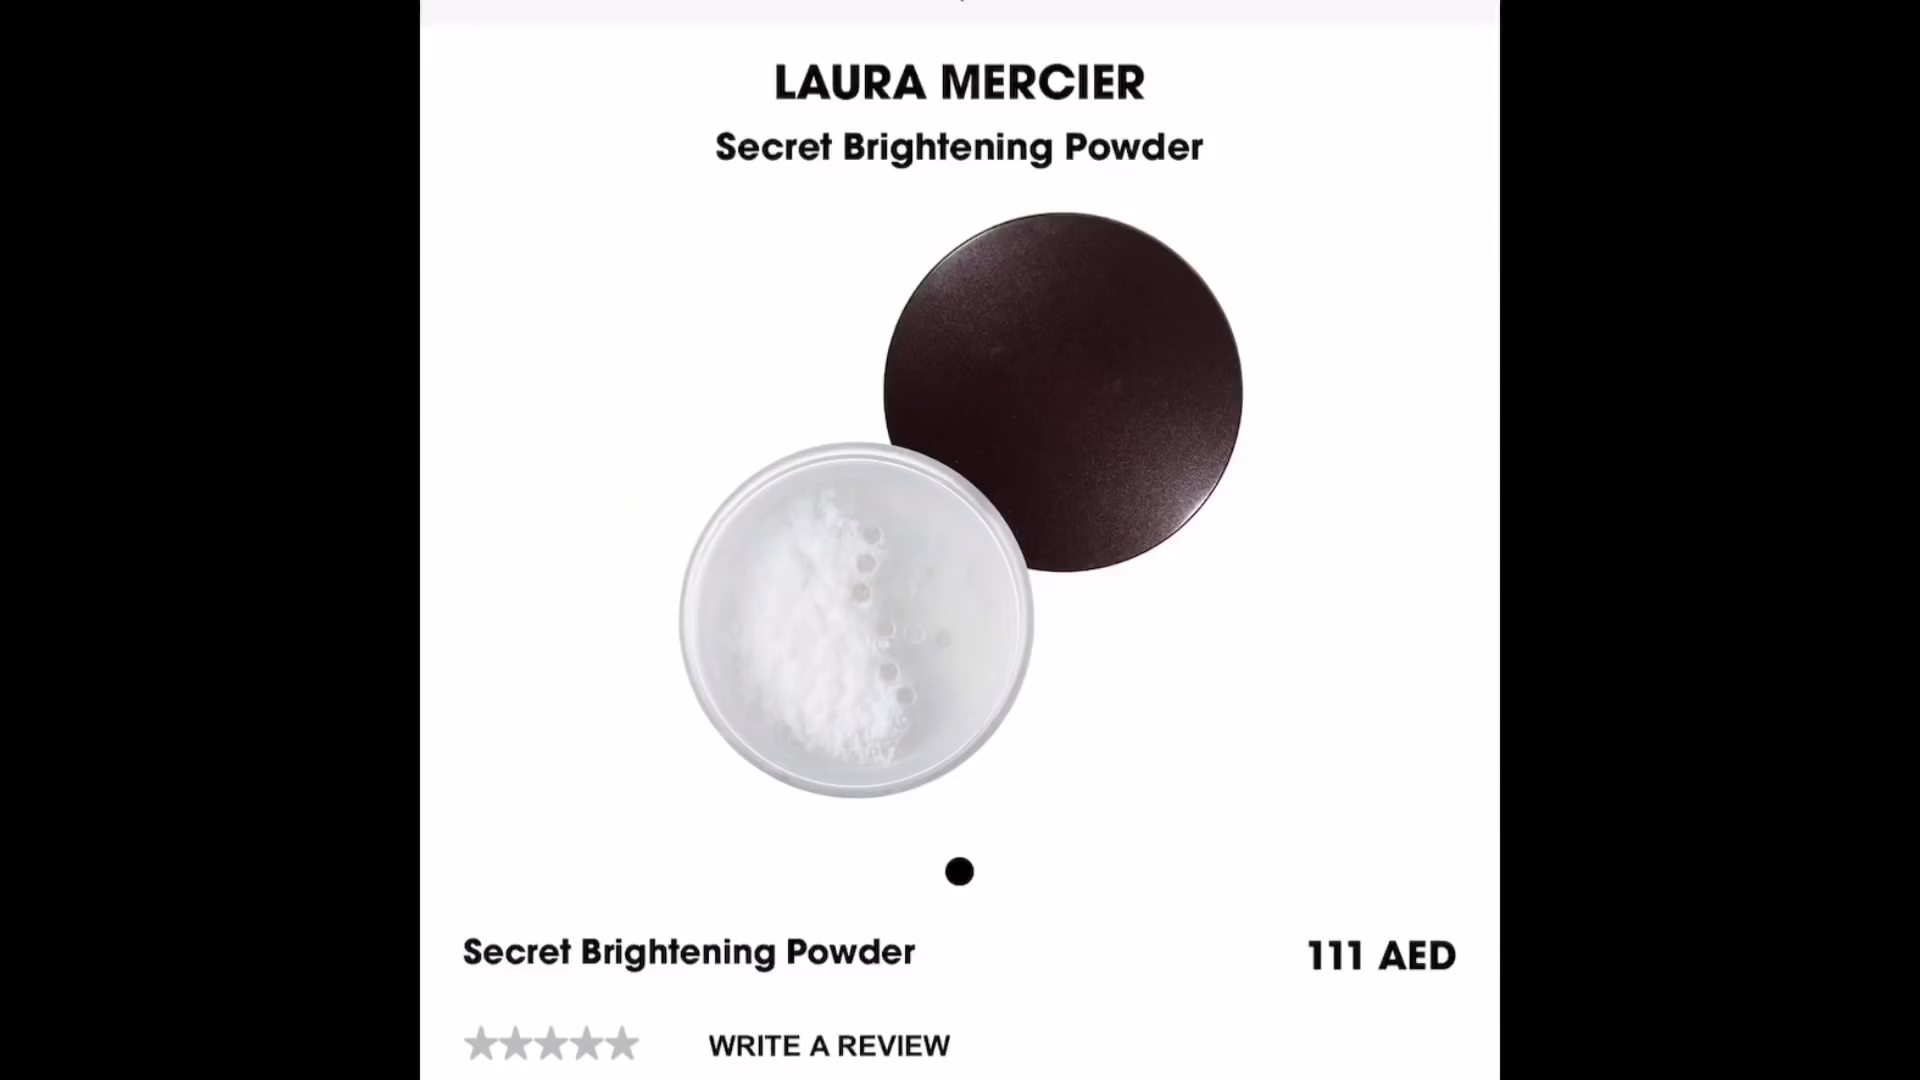 LAURA MERCIER
Secret Brightening Powder
Secret Brightening Powder
111 AED
WRITE A REVIEW